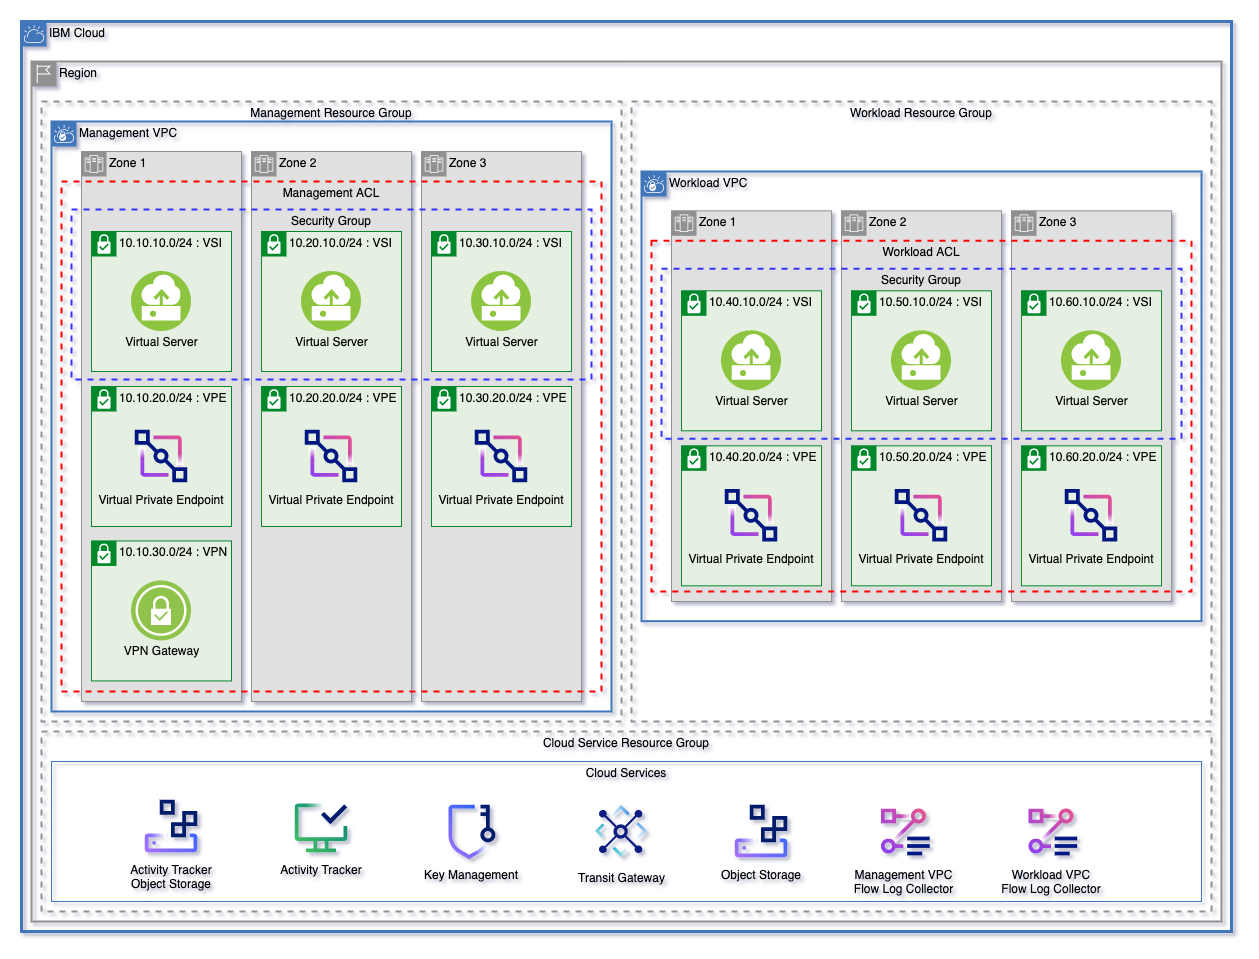 IBM Cloud
Region
Management Resource Group
Management VPC
Zone 1
Zone 2
Zone 3
Management ACL
Security Group
10.10.10.0/24 : VSI
10.20.10.0/24 : VSI
10.30.10.0/24 : VSI
Virtual Server
Virtual Server
Virtual Server
10.10.20.0/24 : VPE
10.20.20.0/24 : VPE
10.30.20.0/24 : VPE
Virtual Private Endpoint
Virtual Private Endpoint
Virtual Private Endpoint
10.10.30.0/24 : VPN
VPN Gateway
Workload Resource Group
Workload VPC
Zone 1
Zone 2
Zone 3
Workload ACL
Security Group
10.40.10.0/24 : VSI
10.50.10.0/24 : VSI
10.60.10.0/24 : VSI
Virtual Server
Virtual Server
Virtual Server
10.40.20.0/24 : VPE
10.50.20.0/24 : VPE
10.60.20.0/24 : VPE
Virtual Private Endpoint
Virtual Private Endpoint
Virtual Private Endpoint
Cloud Service Resource Group
Cloud Services
Activity Tracker
Object Storage
Activity Tracker
Key Management
Transit Gateway
Object Storage
Management VPC
Flow Log Collector
Workload VPC
Flow Log Collector